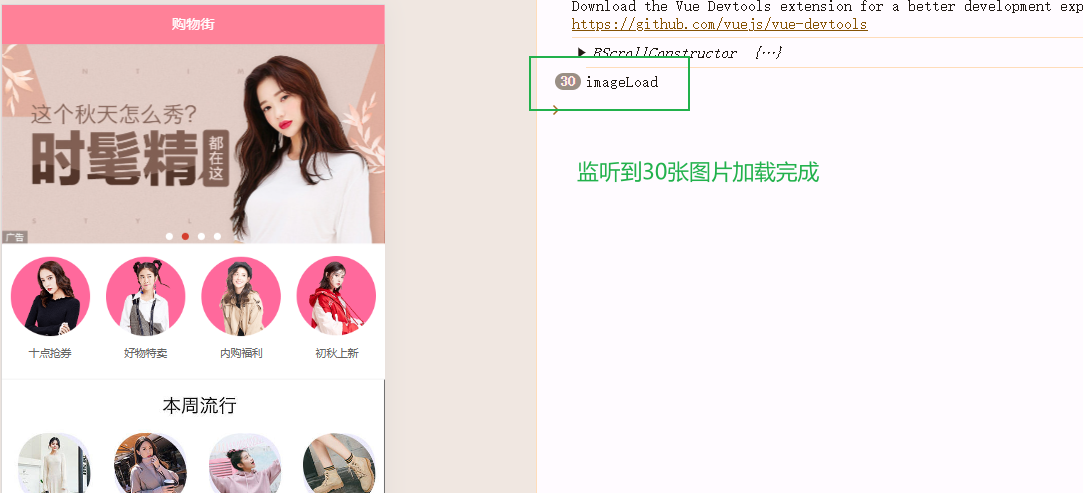 购物街
这个秋天怎么秀?
时髦精
都在这
广告
十点抢券
好物特卖
内购福利
初秋上新
本周流行
Download the Vue Devtools extension for a better development exp
https://github.com/vuejs/vue-devtools
▶ BScrollConstructor {…}
30 imageLoad
监听到30张图片加载完成